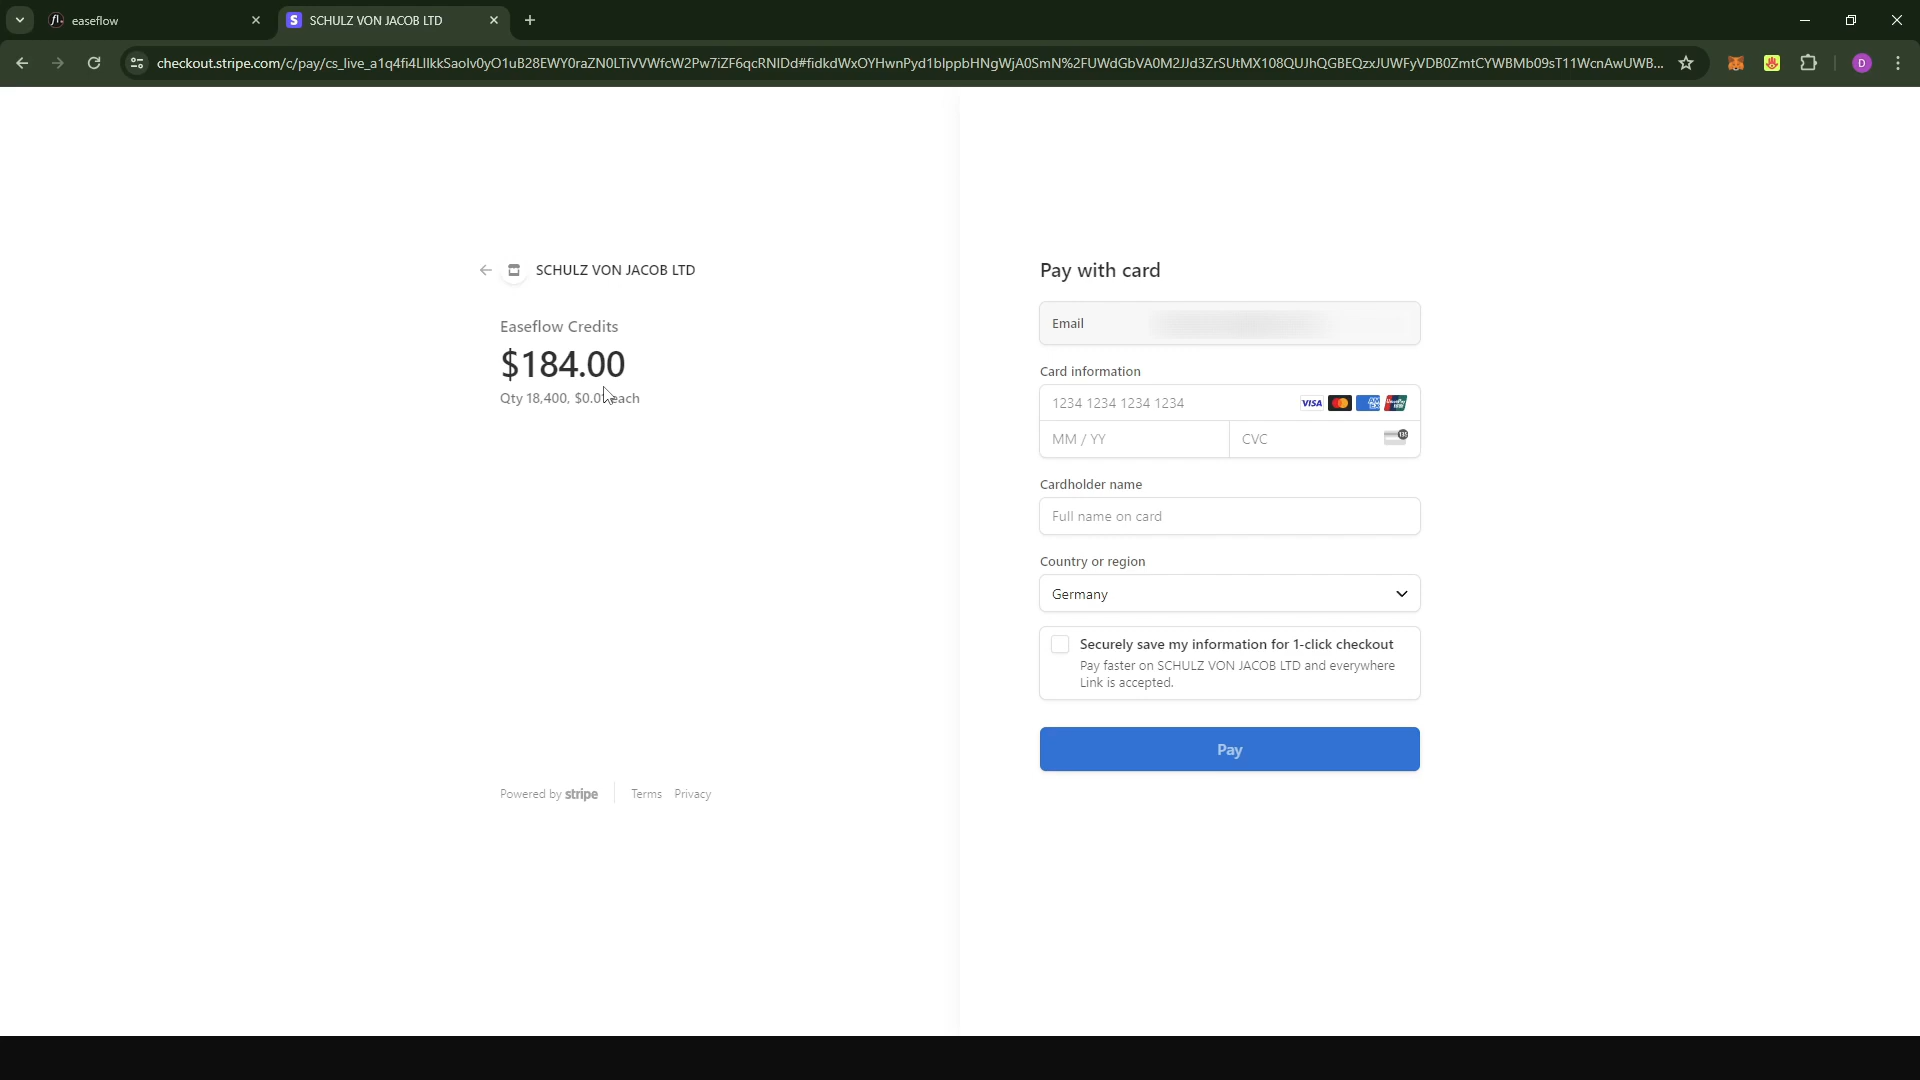 easeflow
SCHULZ VON JACOB LTD
checkout.stripe.com/c/pay/
SCHULZ VON JACOB LTD
Easeflow Credits
$184.00
Qty 18,400, $0.01 each
Powered by stripe
Terms Privacy
Pay with card
Email
Card information
1234 1234 1234 1234
VISA
MM / YY
CVC
Cardholder name
Full name on card
Country or region
Germany
Securely save my information for 1-click checkout
Pay faster on SCHULZ VON JACOB LTD and everywhere
Link is accepted.
Pay
D